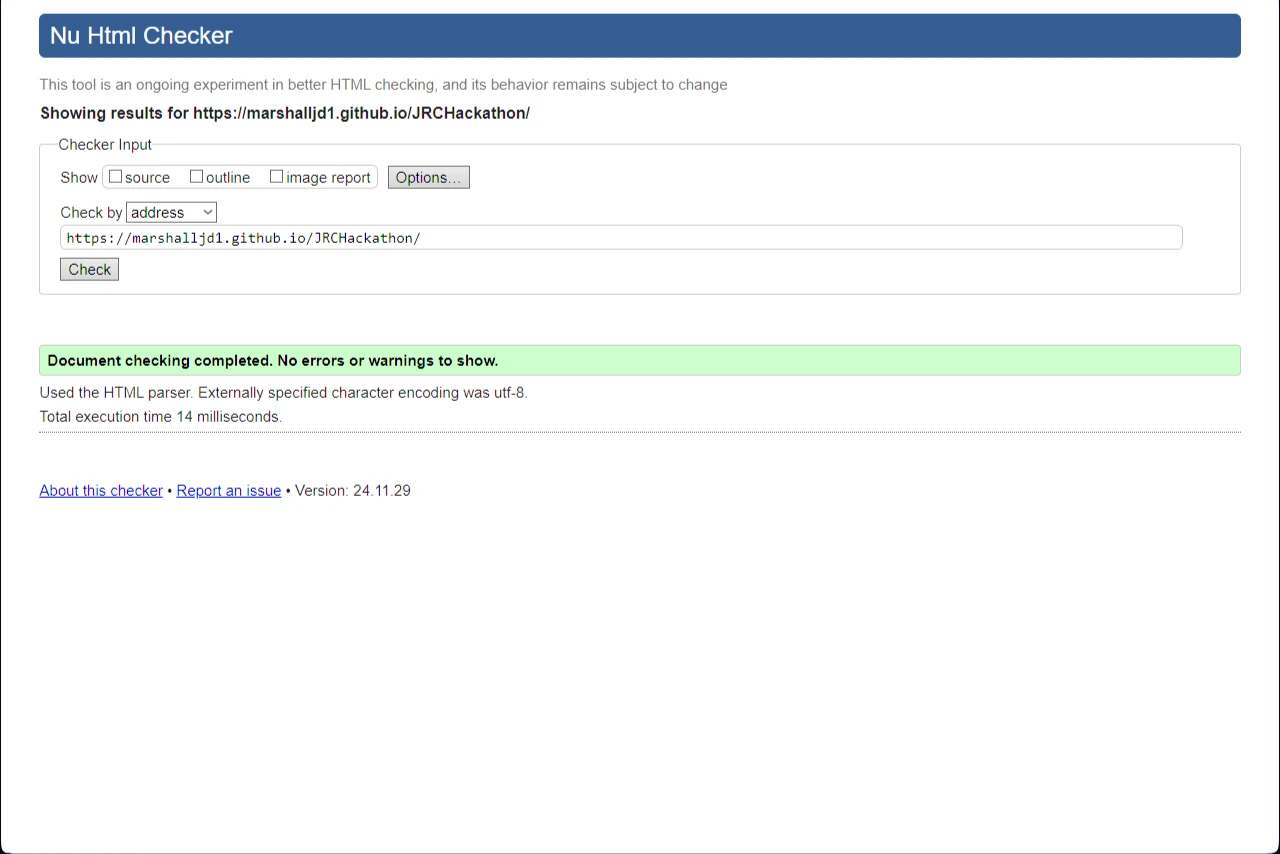 Nu Html Checker
This tool is an ongoing experiment in better HTML checking, and its behavior remains subject to change
Showing results for https://marshalljd1.github.io/JRCHackathon/
Checker Input
Show source outline image report Options...
Check by address
https://marshalljd1.github.io/JRCHackathon/
Check
Document checking completed. No errors or warnings to show.
Used the HTML parser. Externally specified character encoding was utf-8.
Total execution time 14 milliseconds.
About this checker • Report an issue • Version: 24.11.29